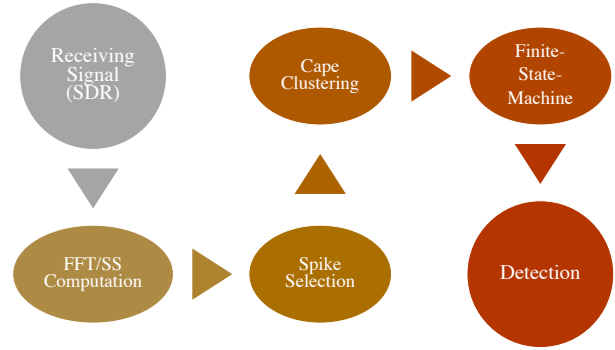 Receiving
Signal
(SDR)
FFT/SS
Computation
Spike
Selection
Cape
Clustering
Finite-
State-
Machine
Detection